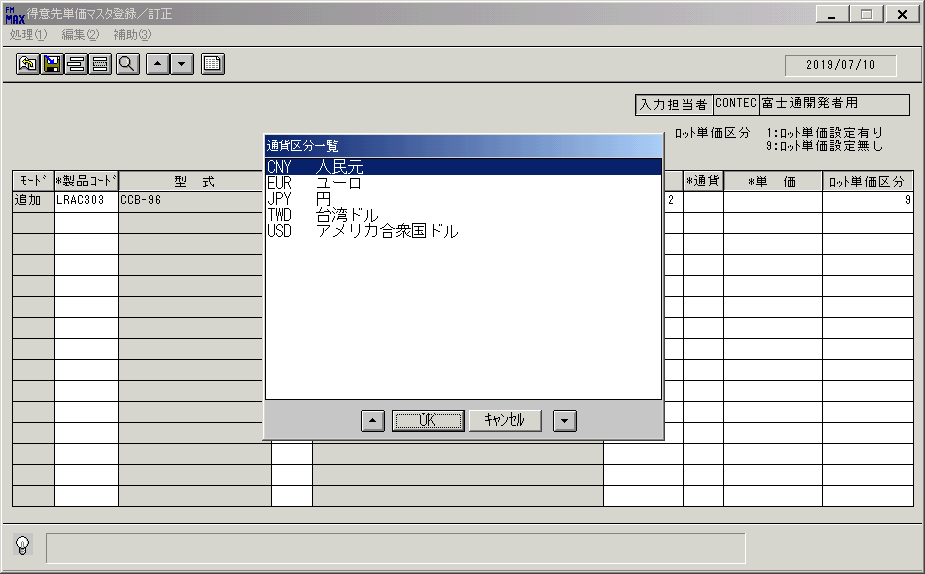 FM MAX 得意先単価マスタ登録／訂正
処理(1) 編集(2) 補助(3)
2019/07/10
入力担当者 CONTEC 富士通開発者用
ﾛｯﾄ単価区分 1:ﾛｯﾄ単価設定有り
9:ﾛｯﾄ単価設定無し
通貨区分一覧
CNY 人民元
EUR ユーロ
JPY 円
TWD 台湾ドル
USD アメリカ合衆国ドル
ﾓｰﾄﾞ *製品ｺｰﾄﾞ 型 式 *通貨 *単 価 ﾛｯﾄ単価区分
追加 LRAC303 CCB-96 2 9
OK ｷｬﾝｾﾙ